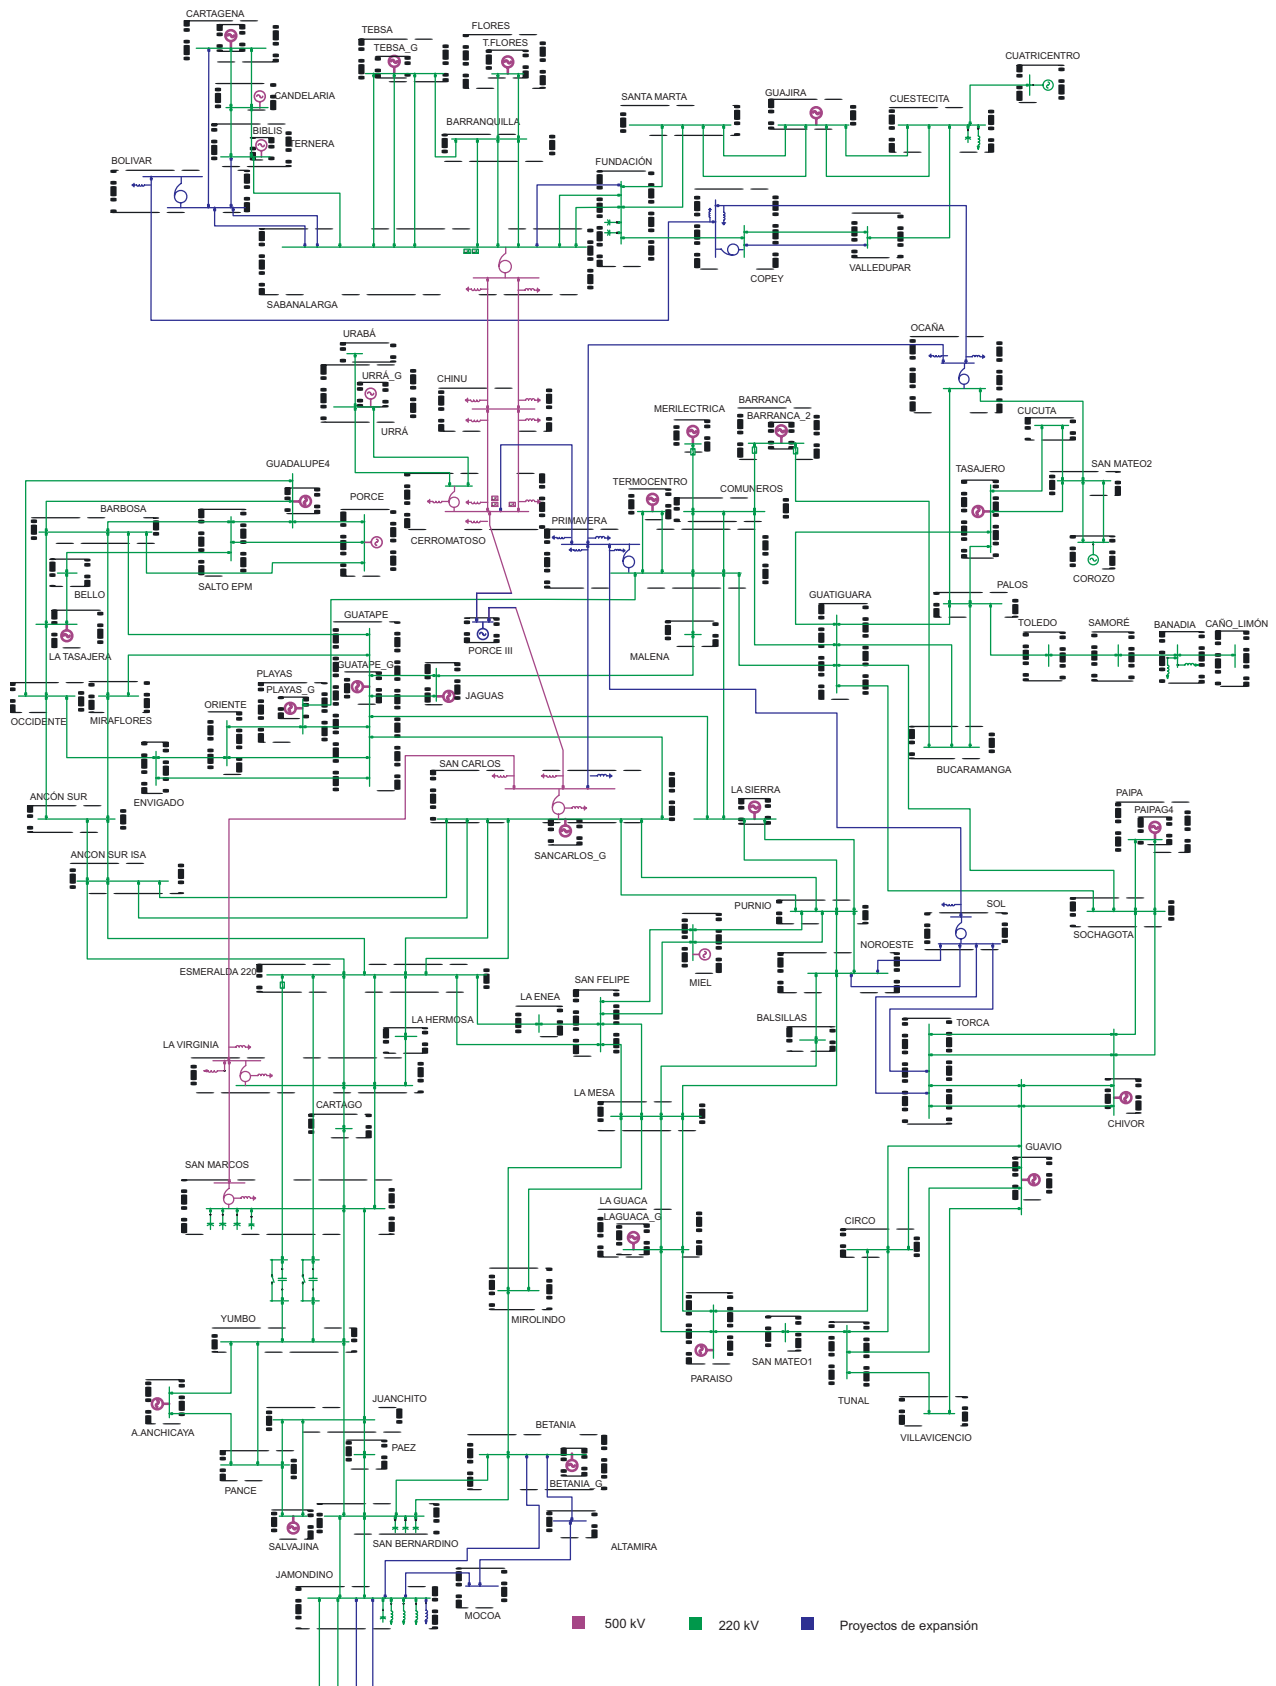 CARTAGENA
TEBSA
FLORES
TEBSA_G
T.FLORES
CUATRICENTRO
CANDELARIA
SANTA MARTA
GUAJIRA
CUESTECITA
BIBLIS
TERNERA
BARRANQUILLA
BOLIVAR
FUNDACIÓN
VALLEDUPAR
COPEY
SABANALARGA
OCAÑA
URABÁ
URRÁ_G
CHINU
BARRANCA
MERILECTRICA
BARRANCA_2
CUCUTA
URRÁ
GUADALUPE4
SAN MATEO2
TASAJERO
PORCE
TERMOCENTRO
COMUNEROS
BARBOSA
PRIMAVERA
CERROMATOSO
COROZO
SALTO EPM
BELLO
PALOS
GUATIGUARA
GUATAPE
TOLEDO
SAMORÉ
BANADIA
CAÑO_LIMÓN
PORCE III
MALENA
LA TASAJERA
GUATAPE_G
PLAYAS
PLAYAS_G
JAGUAS
ORIENTE
OCCIDENTE
MIRAFLORES
SAN CARLOS
BUCARAMANGA
ENVIGADO
ANCÓN SUR
LA SIERRA
PAIPA
PAIPAG4
SANCARLOS_G
ANCON SUR ISA
PURNIO
SOL
SOCHAGOTA
NOROESTE
ESMERALDA 220
SAN FELIPE
MIEL
LA ENEA
LA HERMOSA
BALSILLAS
TORCA
LA VIRGINIA
LA MESA
CARTAGO
CHIVOR
GUAVIO
SAN MARCOS
LA GUACA
LAGUACA_G
CIRCO
MIROLINDO
YUMBO
SAN MATEO1
PARAISO
TUNAL
JUANCHITO
A.ANCHICAYA
BETANIA
VILLAVICENCIO
PAEZ
PANCE
BETANIA_G
SALVAJINA
SAN BERNARDINO
ALTAMIRA
JAMONDINO
MOCOA
500 kV
220 kV
Proyectos de expansión